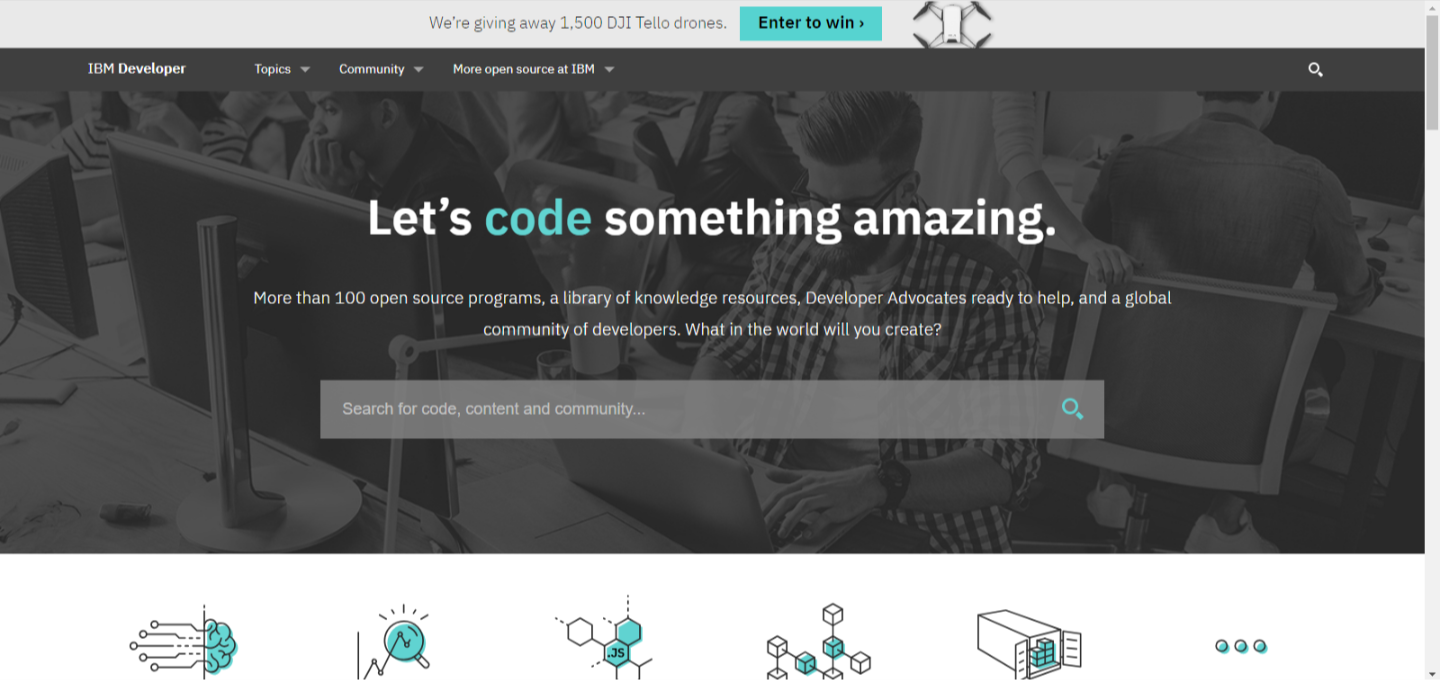 We're giving away 1,500 DJI Tello drones. Enter to win ›
IBM Developer Topics Community More open source at IBM
Let's code something amazing.
More than 100 open source programs, a library of knowledge resources, Developer Advocates ready to help, and a global
community of developers. What in the world will you create?
Search for code, content and community...
.JS